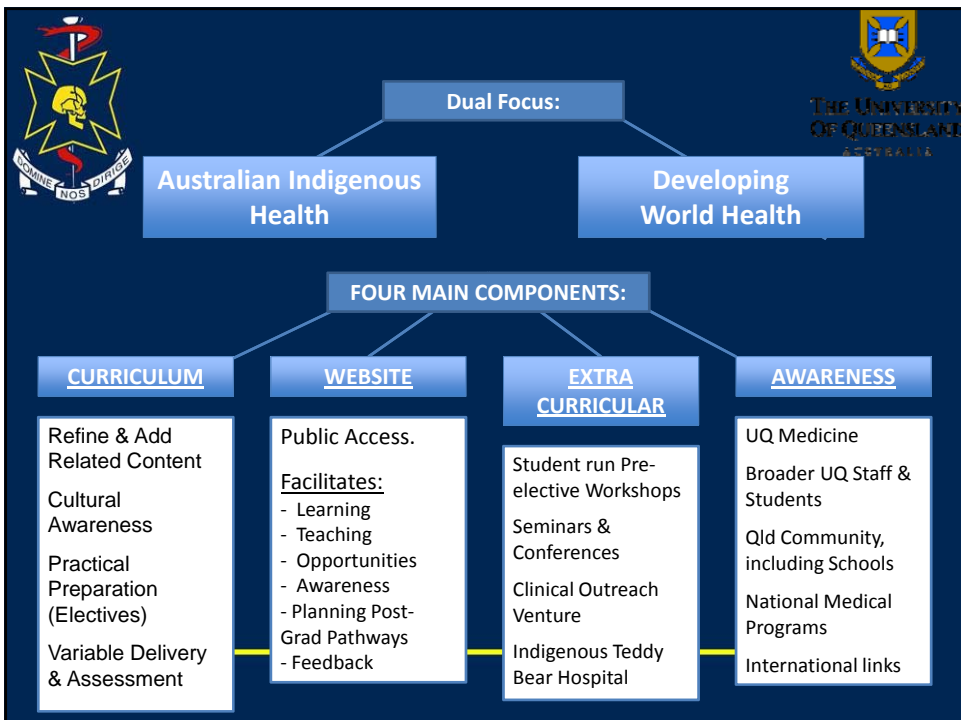 DOMINE NOS DIRIGE
THE UNIVERSITY
OF QUEENSLAND
AUSTRALIA
Dual Focus:
Australian Indigenous
Health
Developing
World Health
FOUR MAIN COMPONENTS:
CURRICULUM
Refine & Add
Related Content
Cultural
Awareness
Practical
Preparation
(Electives)
Variable Delivery
& Assessment
WEBSITE
Public Access.
Facilitates:
- Learning
- Teaching
- Opportunities
- Awareness
- Planning Post-
Grad Pathways
- Feedback
EXTRA
CURRICULAR
Student run Pre-
elective Workshops
Seminars &
Conferences
Clinical Outreach
Venture
Indigenous Teddy
Bear Hospital
AWARENESS
UQ Medicine
Broader UQ Staff &
Students
Qld Community,
including Schools
National Medical
Programs
International links